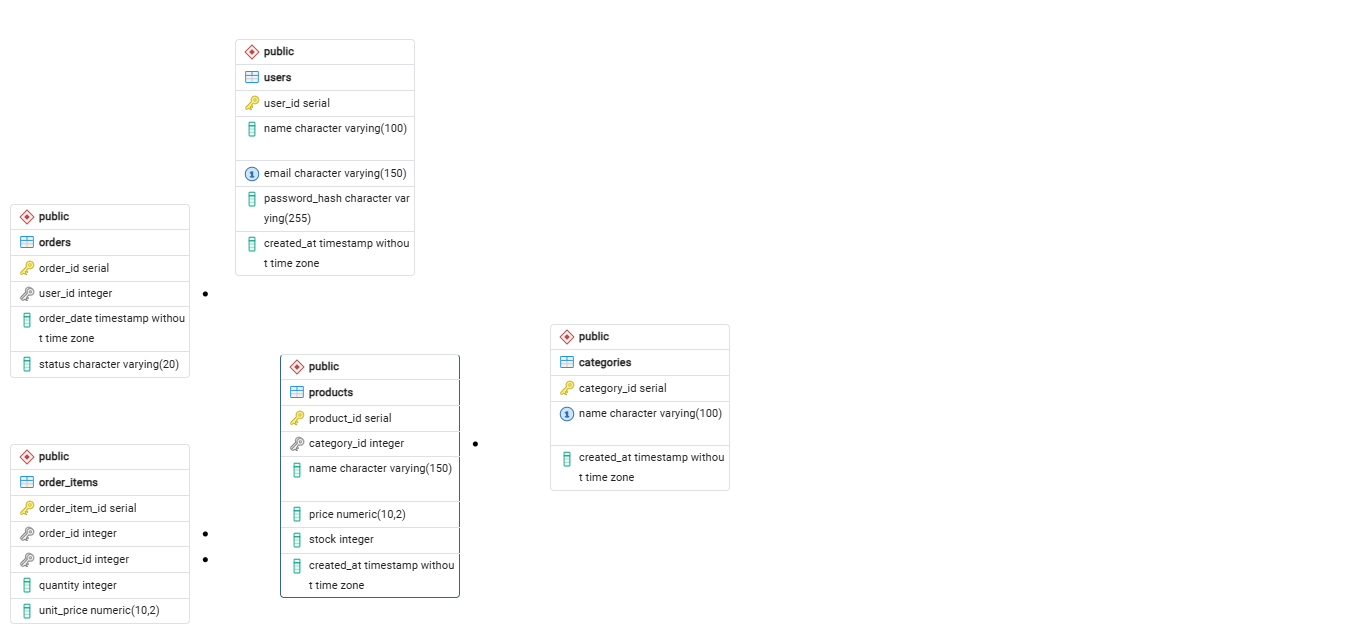 public
users
user_id serial
name character varying(100)
1 email character varying(150)
password_hash character var
ying(255)
created_at timestamp withou
t time zone
public
orders
order_id serial
user_id integer
order_date timestamp withou
t time zone
status character varying(20)
public
products
product_id serial
category_id integer
name character varying(150)
price numeric(10,2)
stock integer
created_at timestamp withou
t time zone
public
categories
category_id serial
1 name character varying(100)
created_at timestamp withou
t time zone
public
order_items
order_item_id serial
order_id integer
product_id integer
quantity integer
unit_price numeric(10,2)